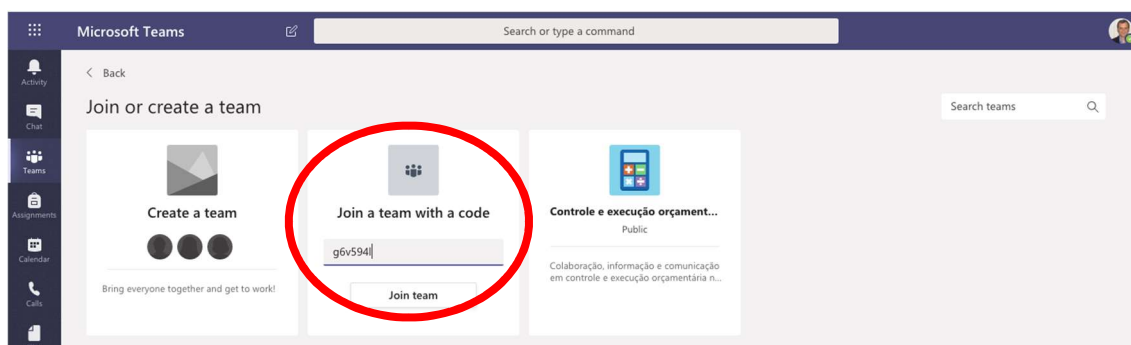 Microsoft Teams
Search or type a command
Activity
Chat
Teams
Assignments
Calendar
Calls
Back
Join or create a team
Search teams
Create a team
Bring everyone together and get to work!
Join a team with a code
g6v594l
Join team
Controle e execução orçament...
Public
Colaboração, informação e comunicação
em controle e execução orçamentária n...